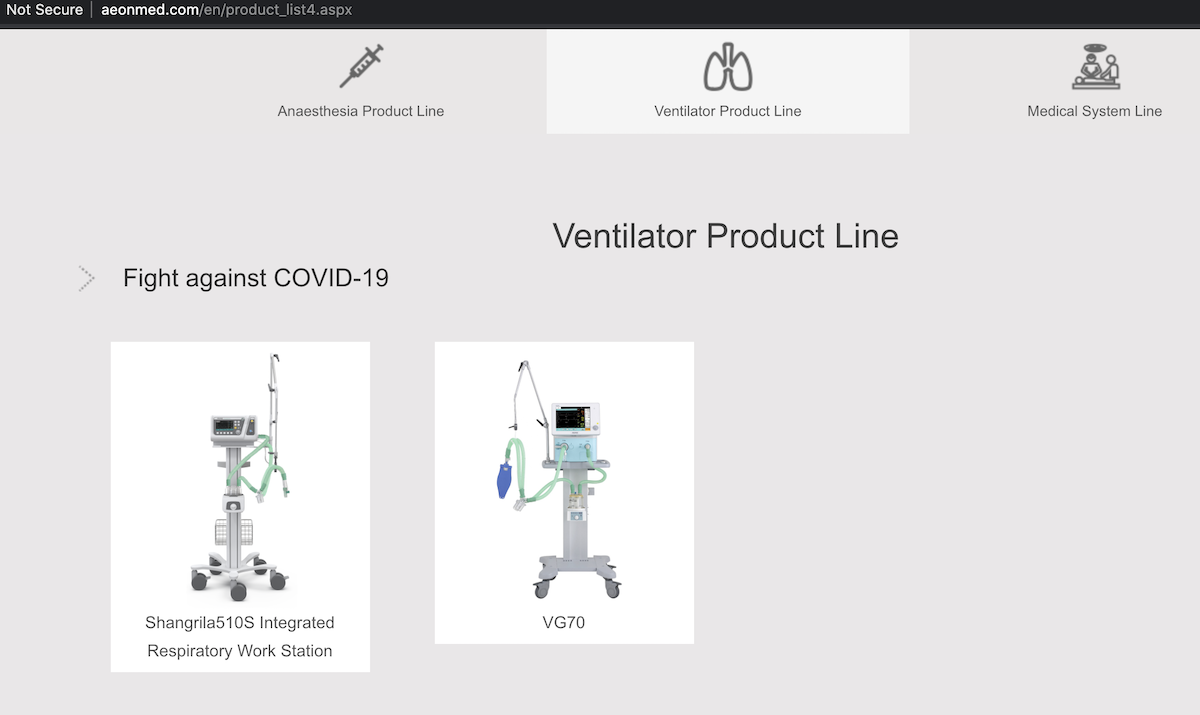 Not Secure | aeonmed.com/en/product_list4.aspx
Anaesthesia Product Line
Ventilator Product Line
Medical System Line
Ventilator Product Line
Fight against COVID-19
Shangrila510S Integrated
Respiratory Work Station
VG70